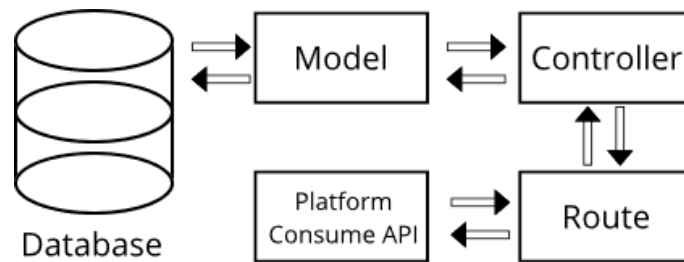 Model
Controller
Platform
Consume API
Route
Database